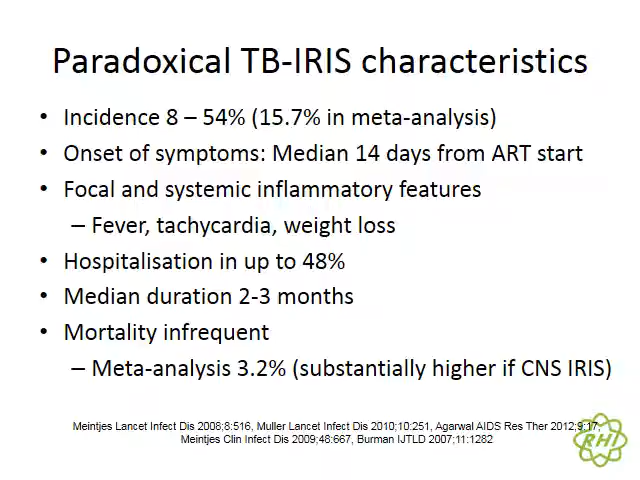 Paradoxical TB-IRIS characteristics
• Incidence 8 – 54% (15.7% in meta-analysis)
• Onset of symptoms: Median 14 days from ART start
• Focal and systemic inflammatory features
– Fever, tachycardia, weight loss
• Hospitalisation in up to 48%
• Median duration 2-3 months
• Mortality infrequent
– Meta-analysis 3.2% (substantially higher if CNS IRIS)
Meintjes Lancet Infect Dis 2008;8:516, Muller Lancet Infect Dis 2010;10:251, Agarwal AIDS Res Ther 2012;9:17,
Meintjes Clin Infect Dis 2009;48:667, Burman IJTLD 2007;11:1282
RHI